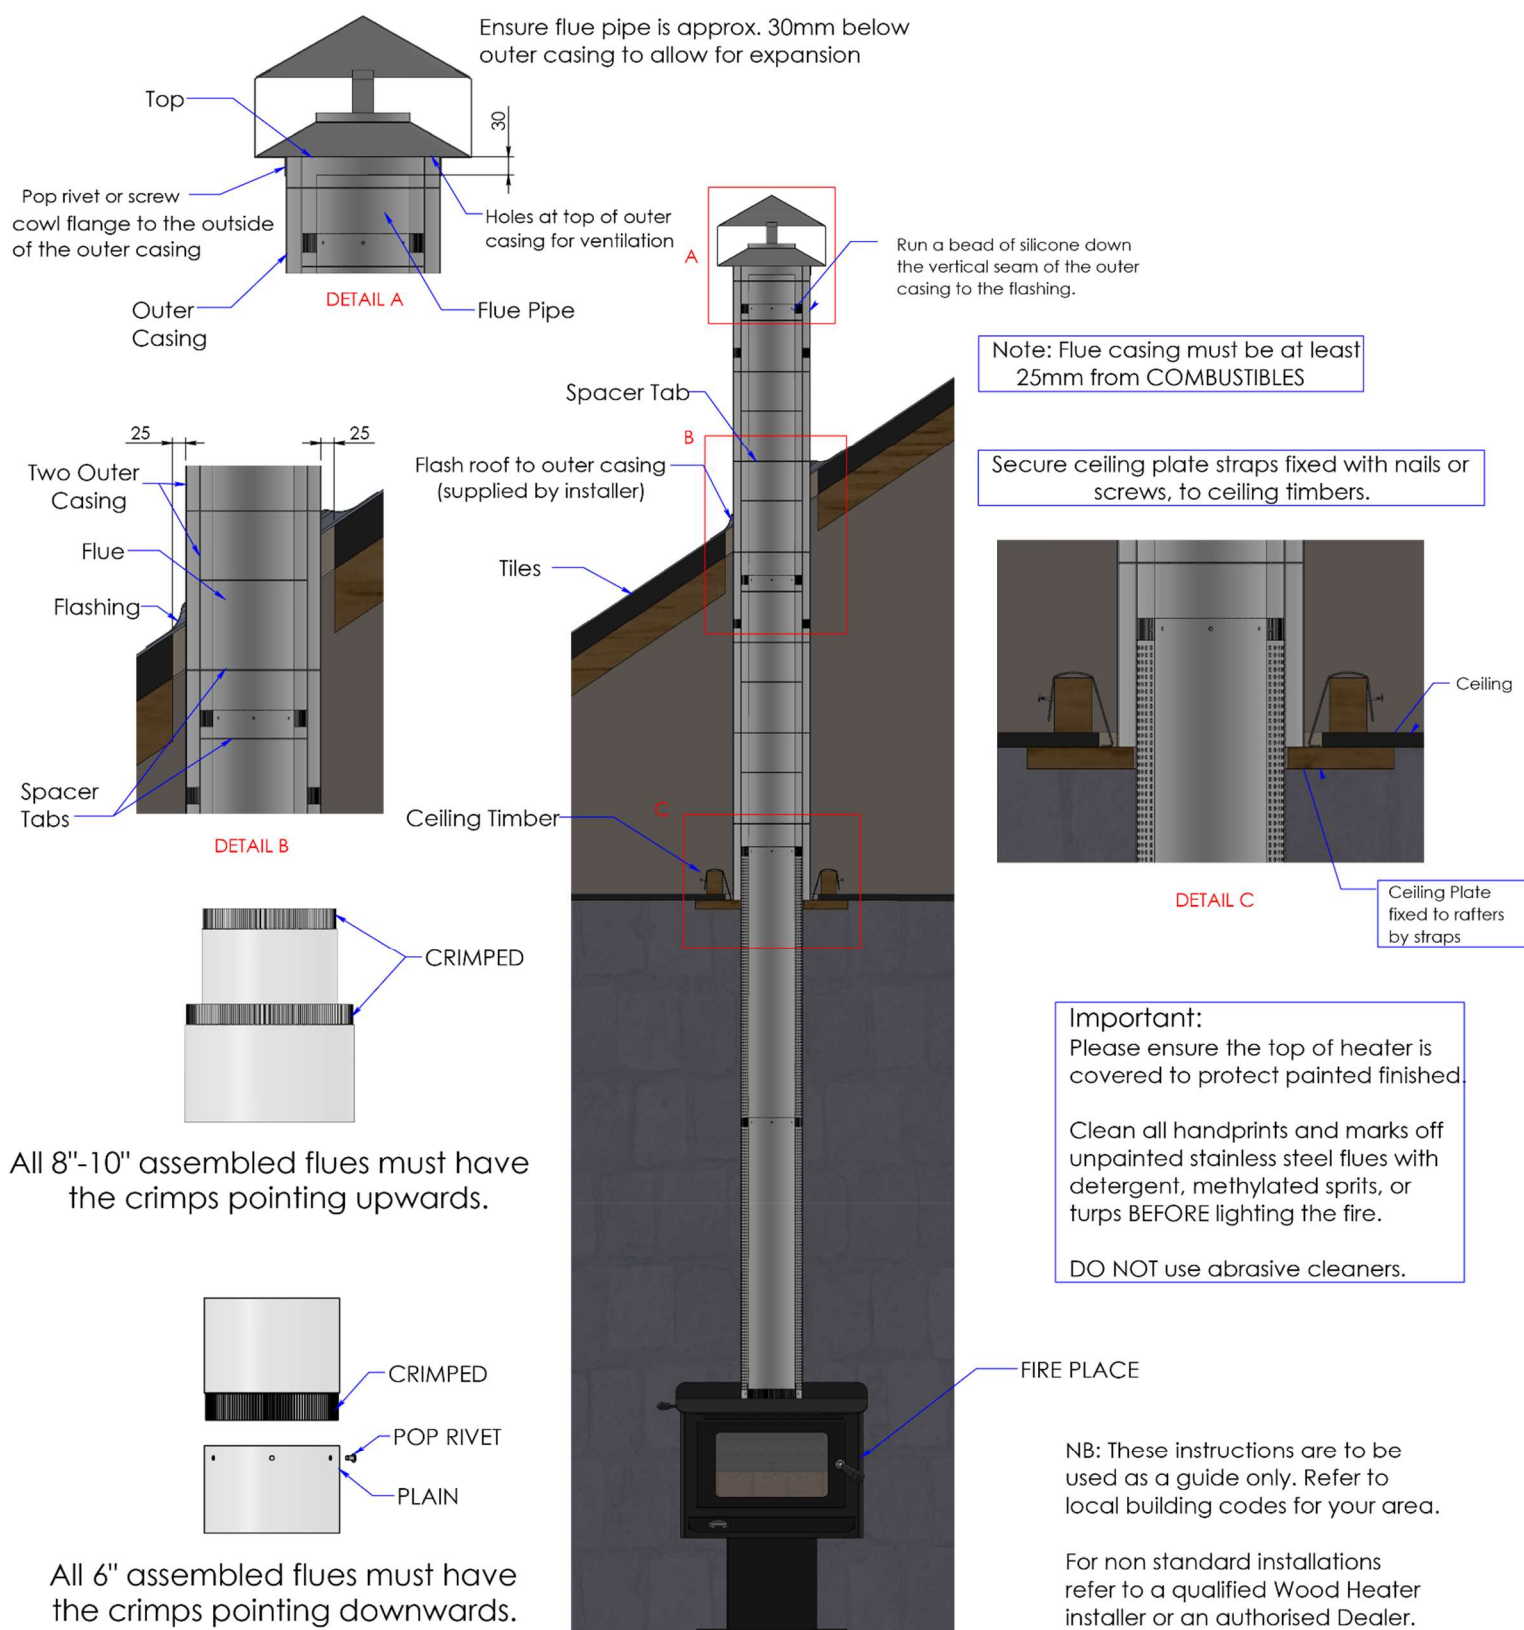 Ensure flue pipe is approx. 30mm below
outer casing to allow for expansion
Top
30
Pop rivet or screw
cowl flange to the outside
of the outer casing
Holes at top of outer
casing for ventilation
DETAIL A
Outer
Casing
Flue Pipe
A
Run a bead of silicone down
the vertical seam of the outer
casing to the flashing.
Note: Flue casing must be at least
25mm from COMBUSTIBLES
Spacer Tab
B
25
25
Two Outer
Casing
Flash roof to outer casing
(supplied by installer)
Secure ceiling plate straps fixed with nails or
screws, to ceiling timbers.
Flue
Tiles
Flashing
Ceiling
Spacer
Tabs
DETAIL B
Ceiling Timber
C
DETAIL C
Ceiling Plate
fixed to rafters
by straps
CRIMPED
All 8"-10" assembled flues must have
the crimps pointing upwards.
Important:
Please ensure the top of heater is
covered to protect painted finished.
Clean all handprints and marks off
unpainted stainless steel flues with
detergent, methylated sprits, or
turps BEFORE lighting the fire.
DO NOT use abrasive cleaners.
CRIMPED
POP RIVET
PLAIN
All 6" assembled flues must have
the crimps pointing downwards.
FIRE PLACE
NB: These instructions are to be
used as a guide only. Refer to
local building codes for your area.
For non standard installations
refer to a qualified Wood Heater
installer or an authorised Dealer.